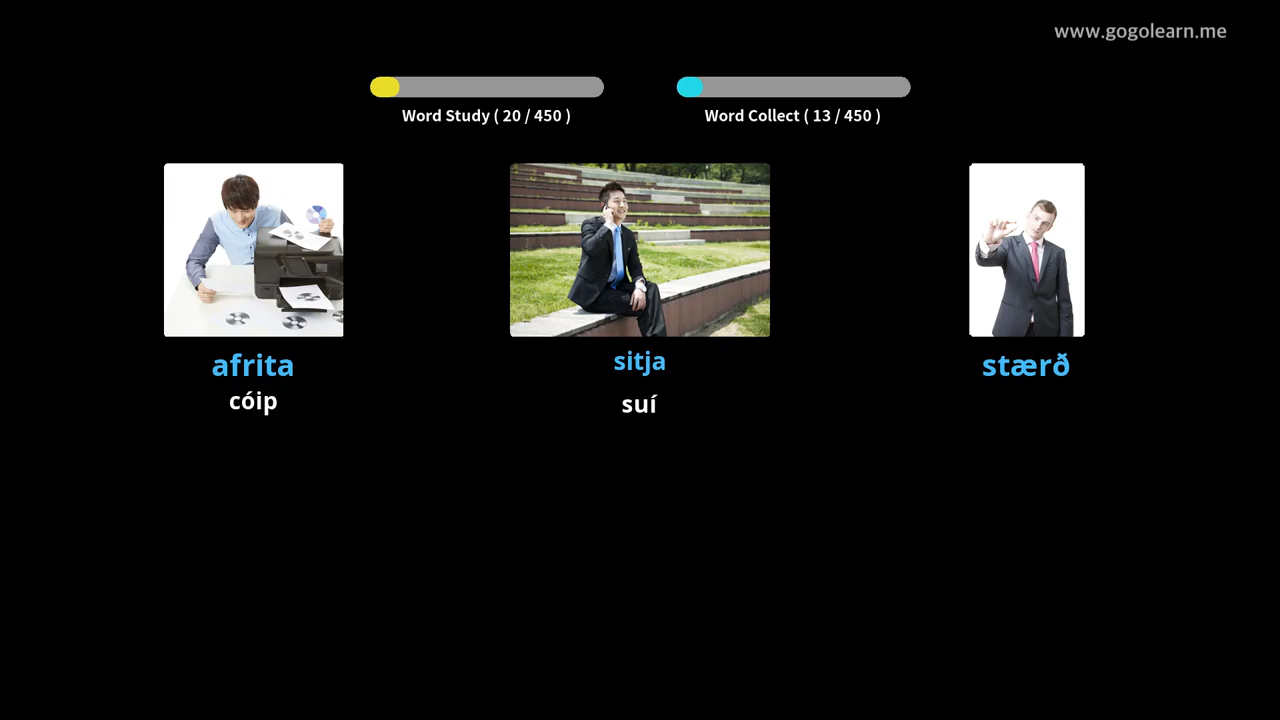 www.gogolearn.me
Word Study ( 20 / 450 )
Word Collect ( 13 / 450 )
afrita
cóip
sitja
suí
stærð